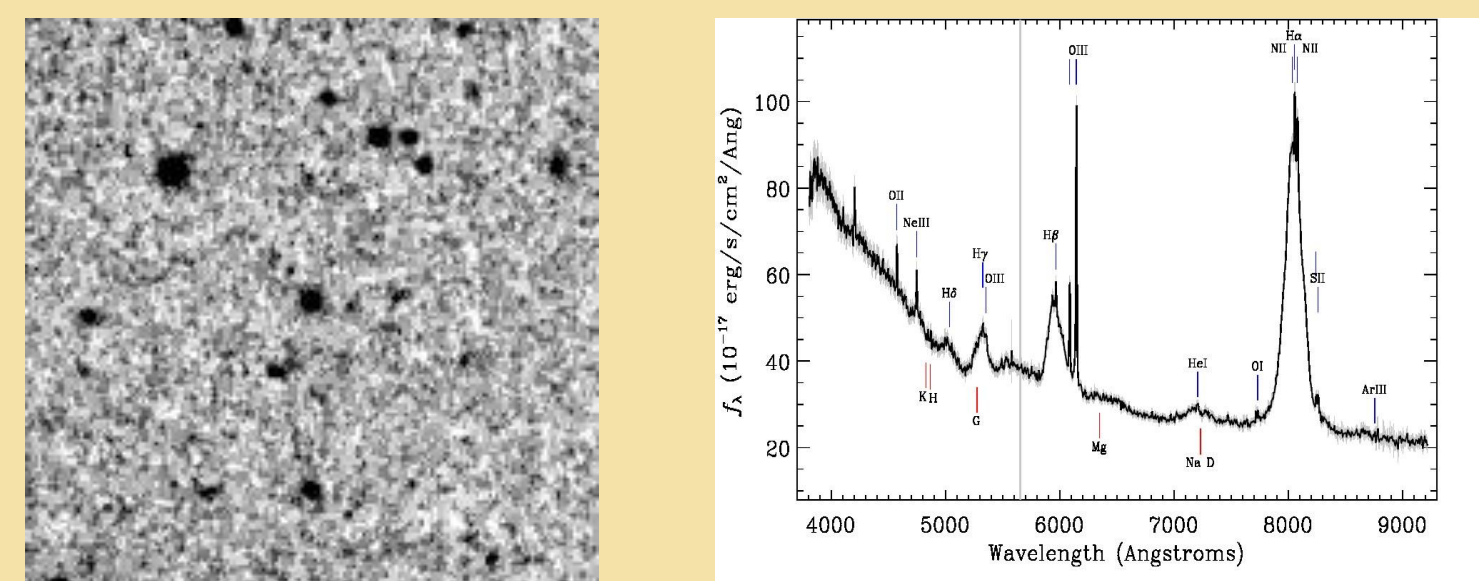 Hα
NII NII
OIII
OII
NeIII
Hβ
Hγ
OIII
Hδ
SII
HeI
OI
ArIII
K H
G
Mg
Na D
100
80
60
40
20
4000 5000 6000 7000 8000 9000
Wavelength (Angstroms)
fλ (10⁻¹⁷ erg/s/cm²/Ang)